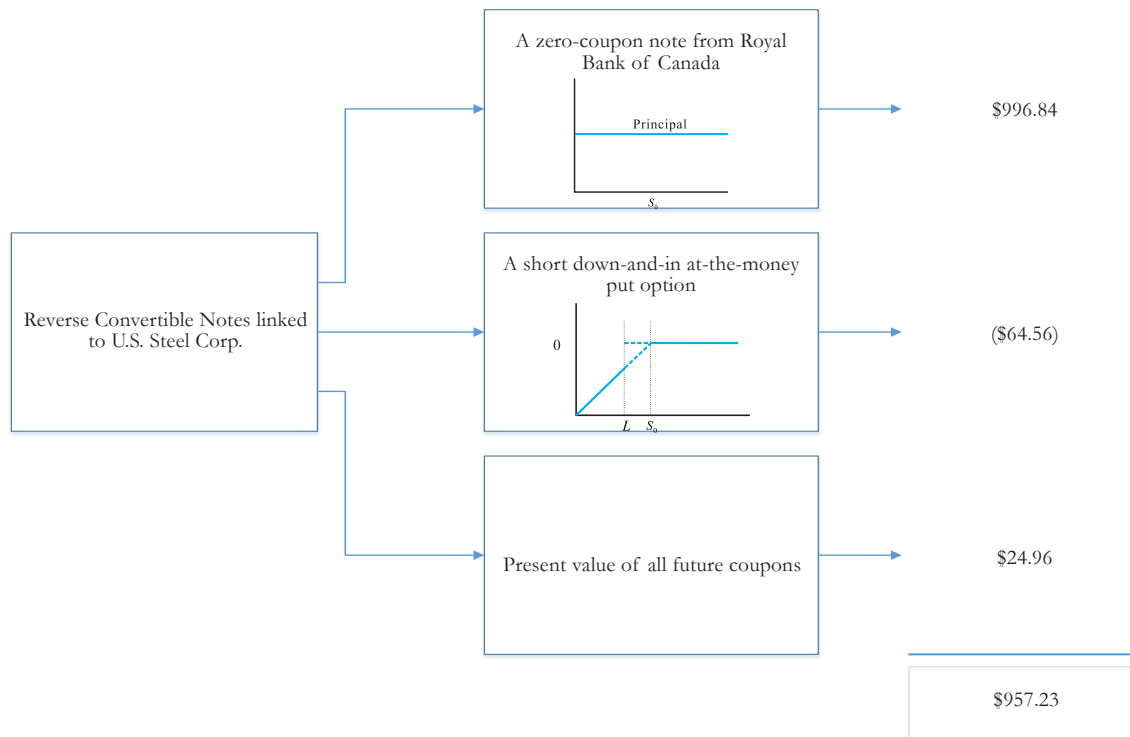 A zero-coupon note from Royal
Bank of Canada
Principal
S₀
$996.84
Reverse Convertible Notes linked
to U.S. Steel Corp.
A short down-and-in at-the-money
put option
0
L S₀
($64.56)
Present value of all future coupons
$24.96
$957.23